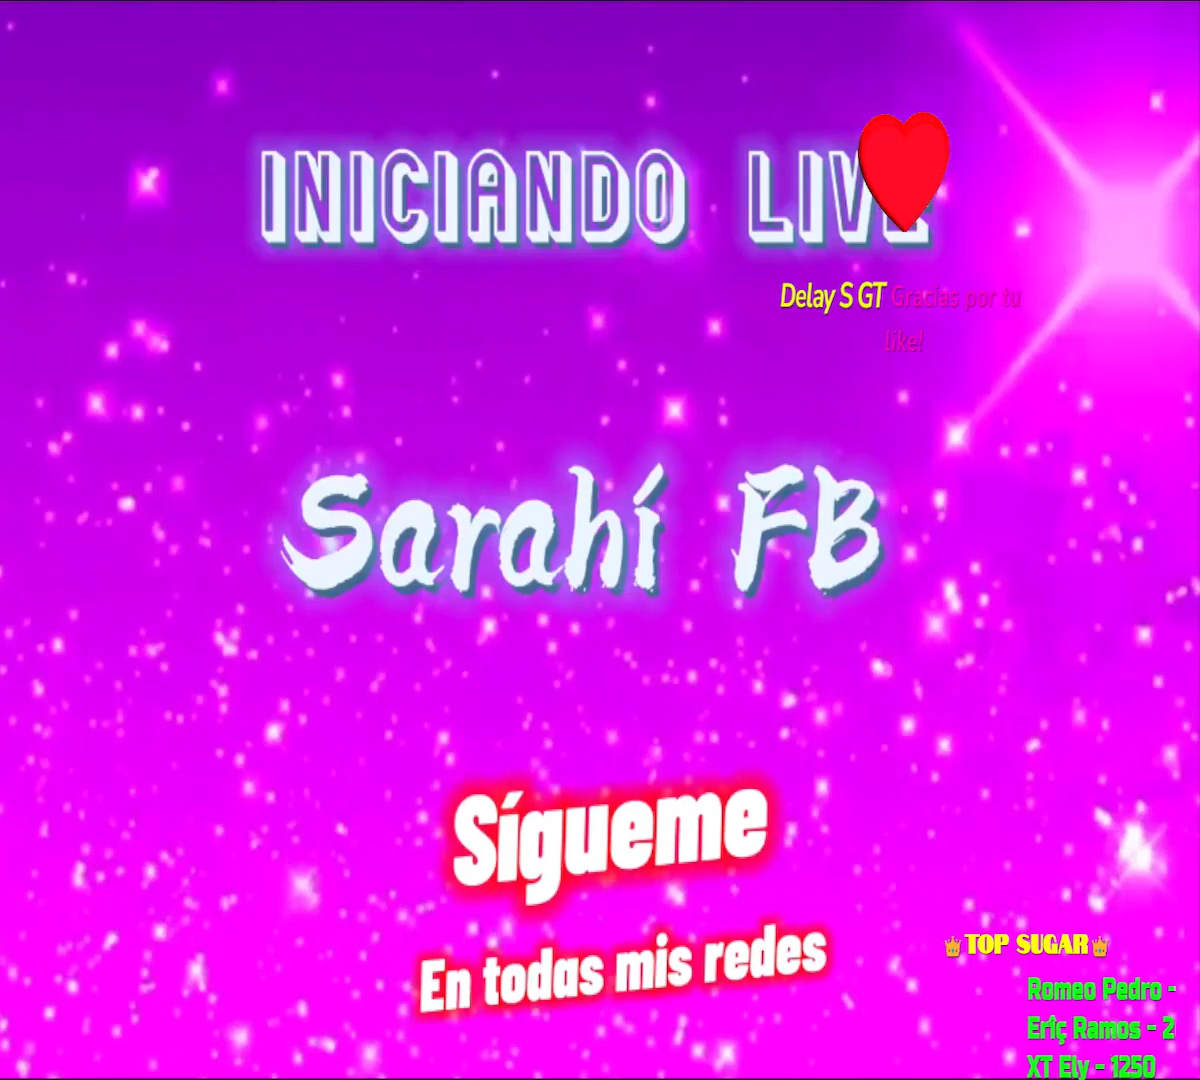 INICIANDO LIVE
Delay S GT Gracias por tu
like!
Sarahí FB
Sígueme
En todas mis redes
TOP SUGAR
Romeo Pedro -
Eriç Ramos - 2
XT Ely - 1250